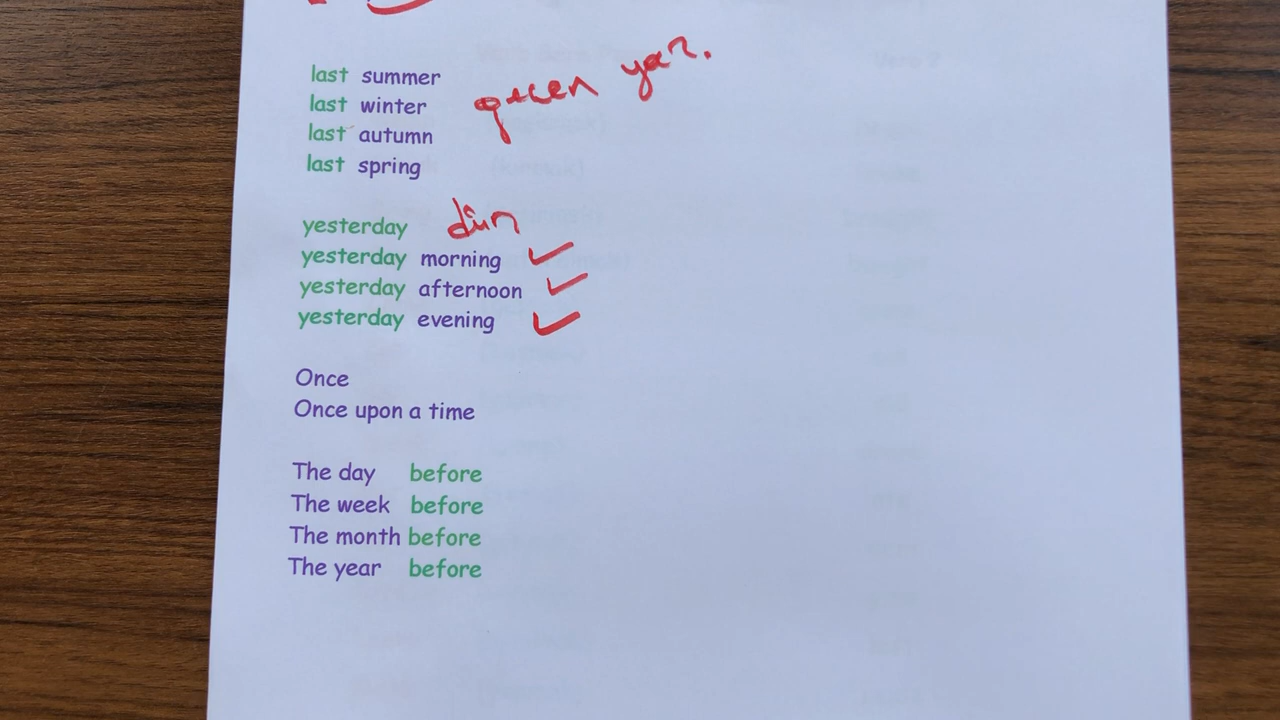 last summer
last winter
last autumn
last spring
geçen yaz.
yesterday dün
yesterday morning
yesterday afternoon
yesterday evening
Once
Once upon a time
The day before
The week before
The month before
The year before